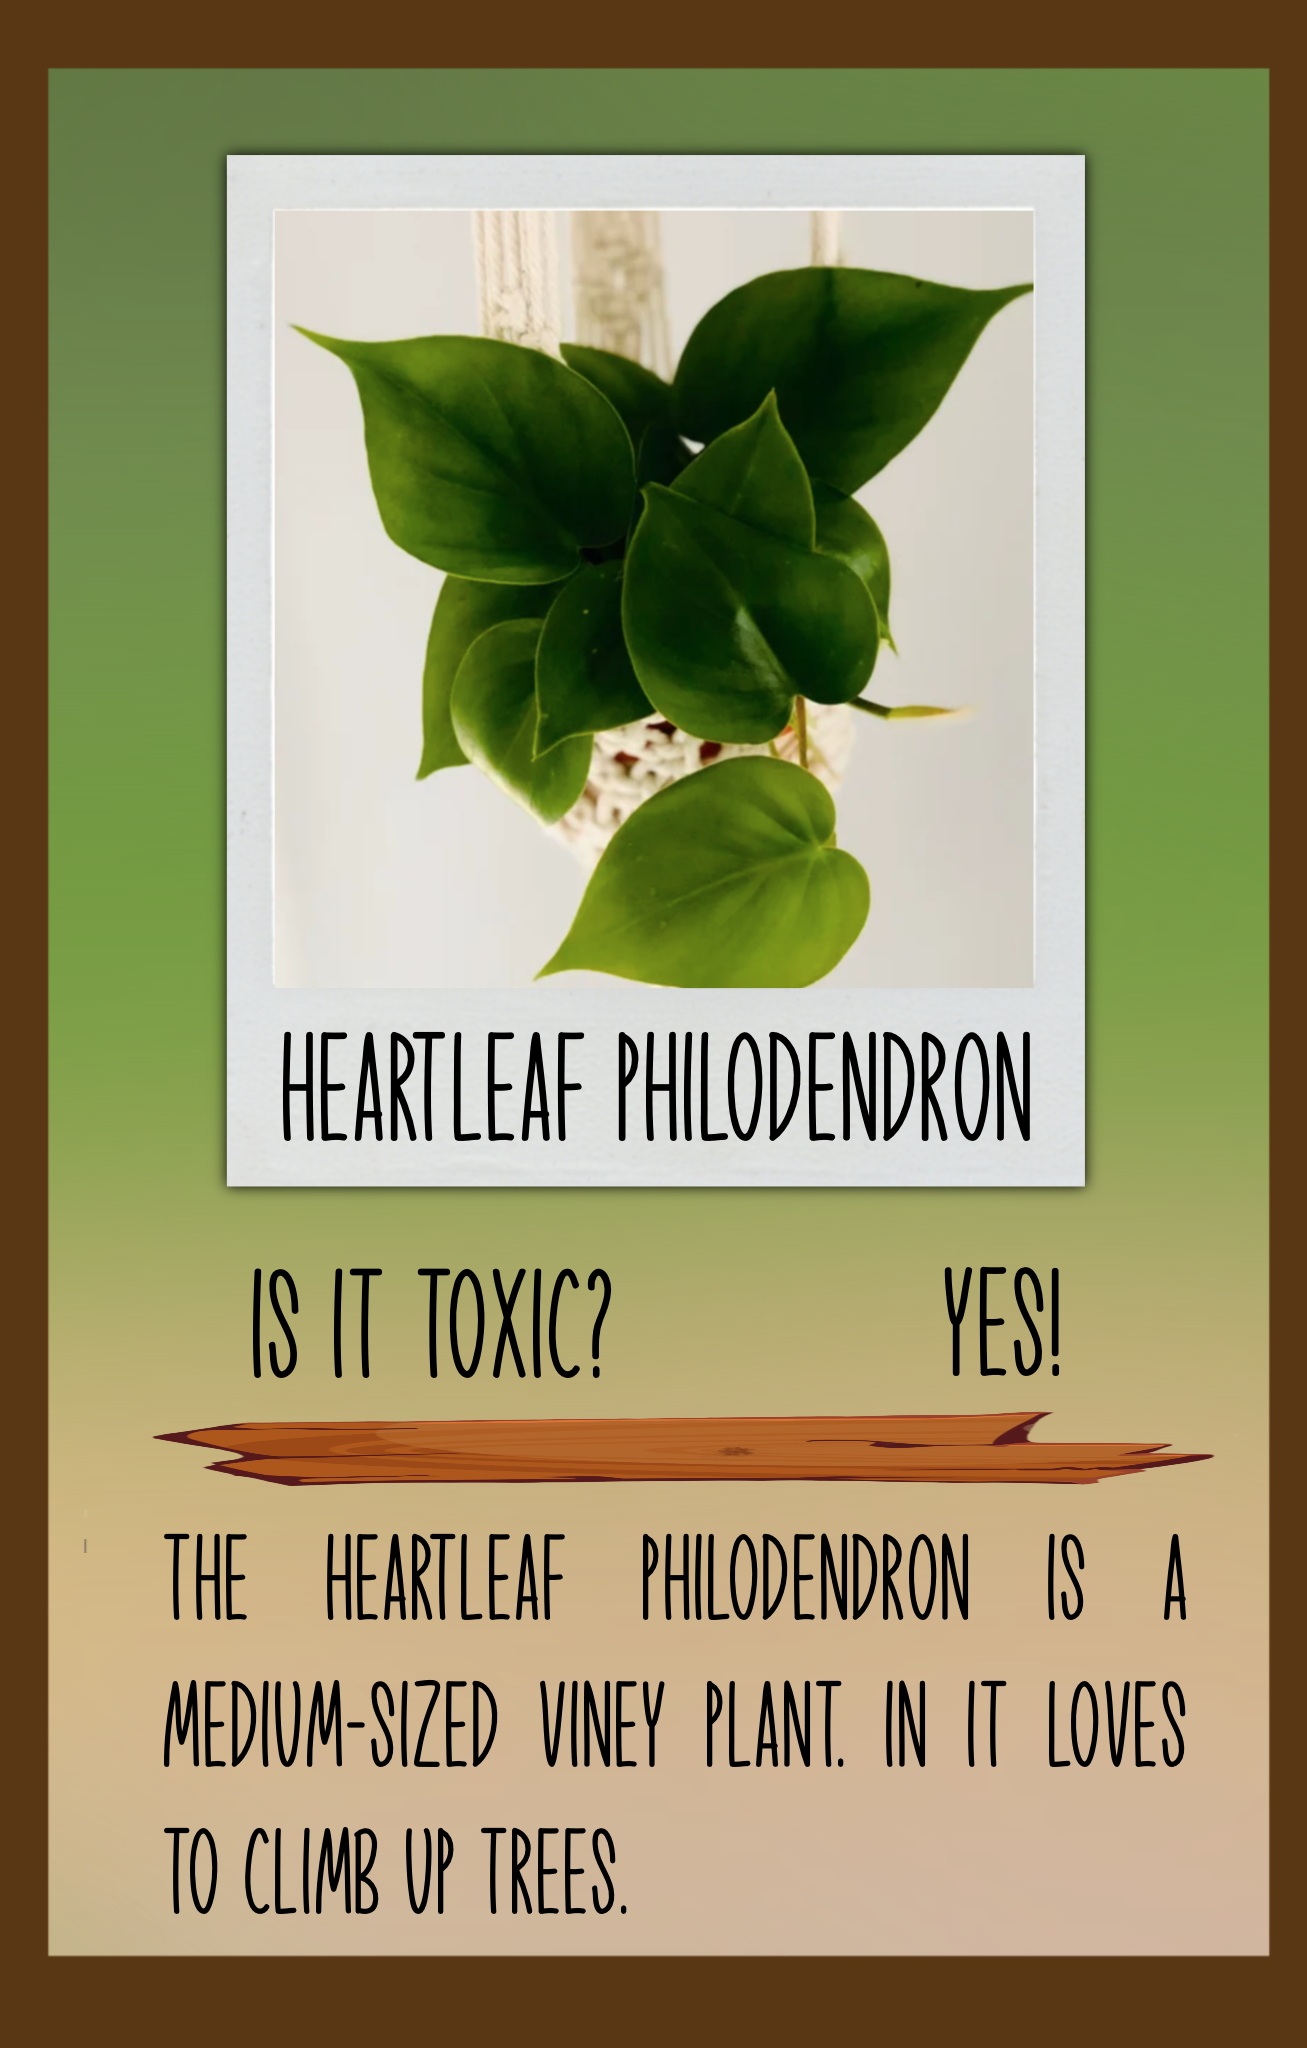 HEARTLEAF PHILODENDRON
IS IT TOXIC? YES!
THE HEARTLEAF PHILODENDRON IS A
MEDIUM-SIZED VINEY PLANT. IN IT LOVES
TO CLIMB UP TREES.